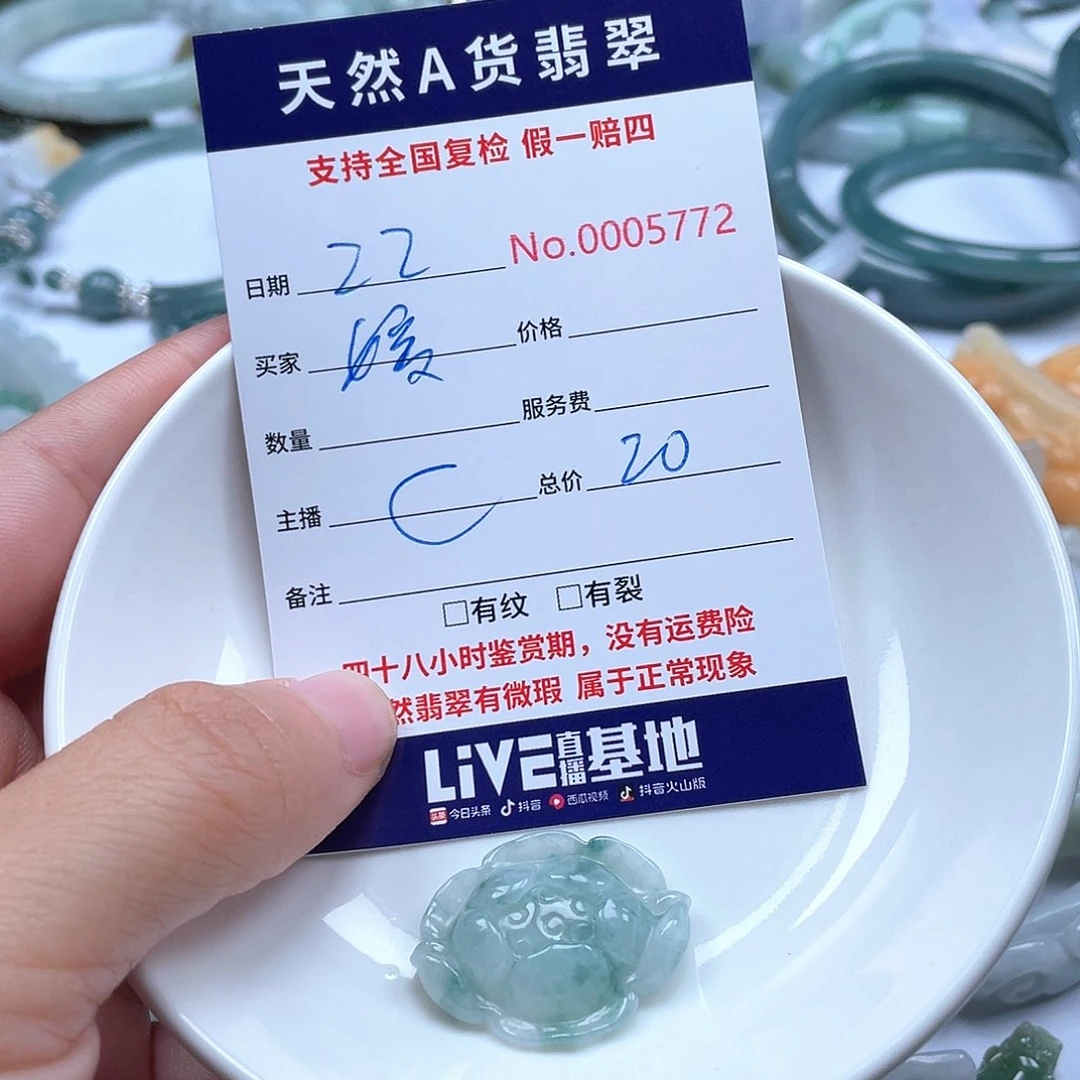 天然A货翡翠
支持全国复检 假一赔四
No.0005772
日期 22
买家 价格
数量 服务费
主播 C 总价 20
备注
□有纹 □有裂
四十八小时鉴赏期，没有运费险
然翡翠有微瑕 属于正常现象
LiVE直播基地
头条 今日头条 抖音 西瓜视频 抖音火山版